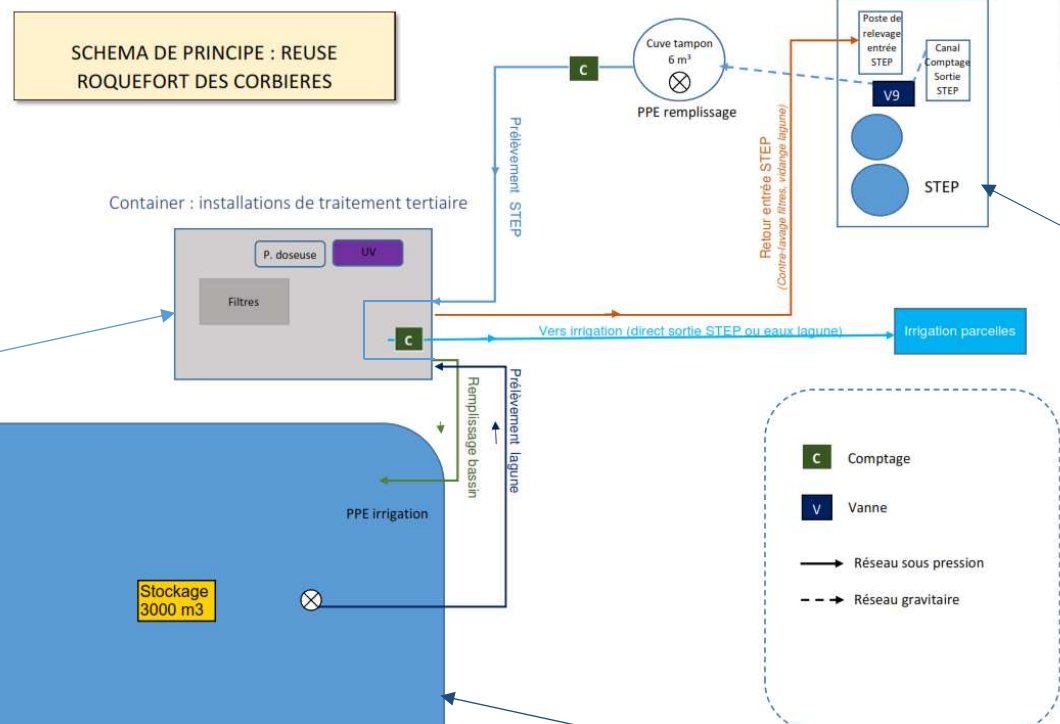 SCHEMA DE PRINCIPE : REUSE
ROQUEFORT DES CORBIERES
C
Cuve tampon
6 m³
PPE remplissage
Poste de
relevage
entrée
STEP
Canal
Comptage
Sortie
STEP
V9
STEP
Prélèvement STEP
Retour entrée STEP
(Contre-lavage filtres, vidange lagune)
Container : installations de traitement tertiaire
P. doseuse
UV
Filtres
C
Vers irrigation (direct sortie STEP ou eaux lagune)
Irrigation parcelles
Remplissage bassin
Prélèvement lagune
PPE irrigation
Stockage
3000 m3
C Comptage
V Vanne
Réseau sous pression
Réseau gravitaire